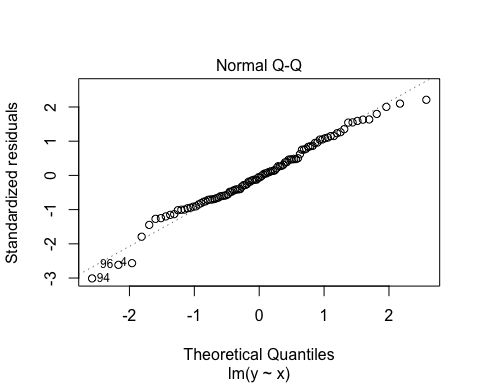 Normal Q-Q
Standardized residuals
2
1
0
-1
-2
-3
96 4
94
-2 -1 0 1 2
Theoretical Quantiles
lm(y ~ x)